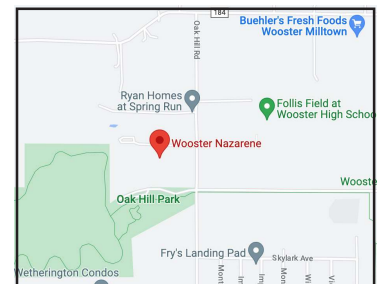 184
Buehler's Fresh Foods
Wooster Milltown
Oak Hill Rd
Ryan Homes
at Spring Run
Follis Field at
Wooster High Schoo
Wooster Nazarene
Wooste
Oak Hill Park
Fry's Landing Pad
Skylark Ave
Wetherington Condos
Mont